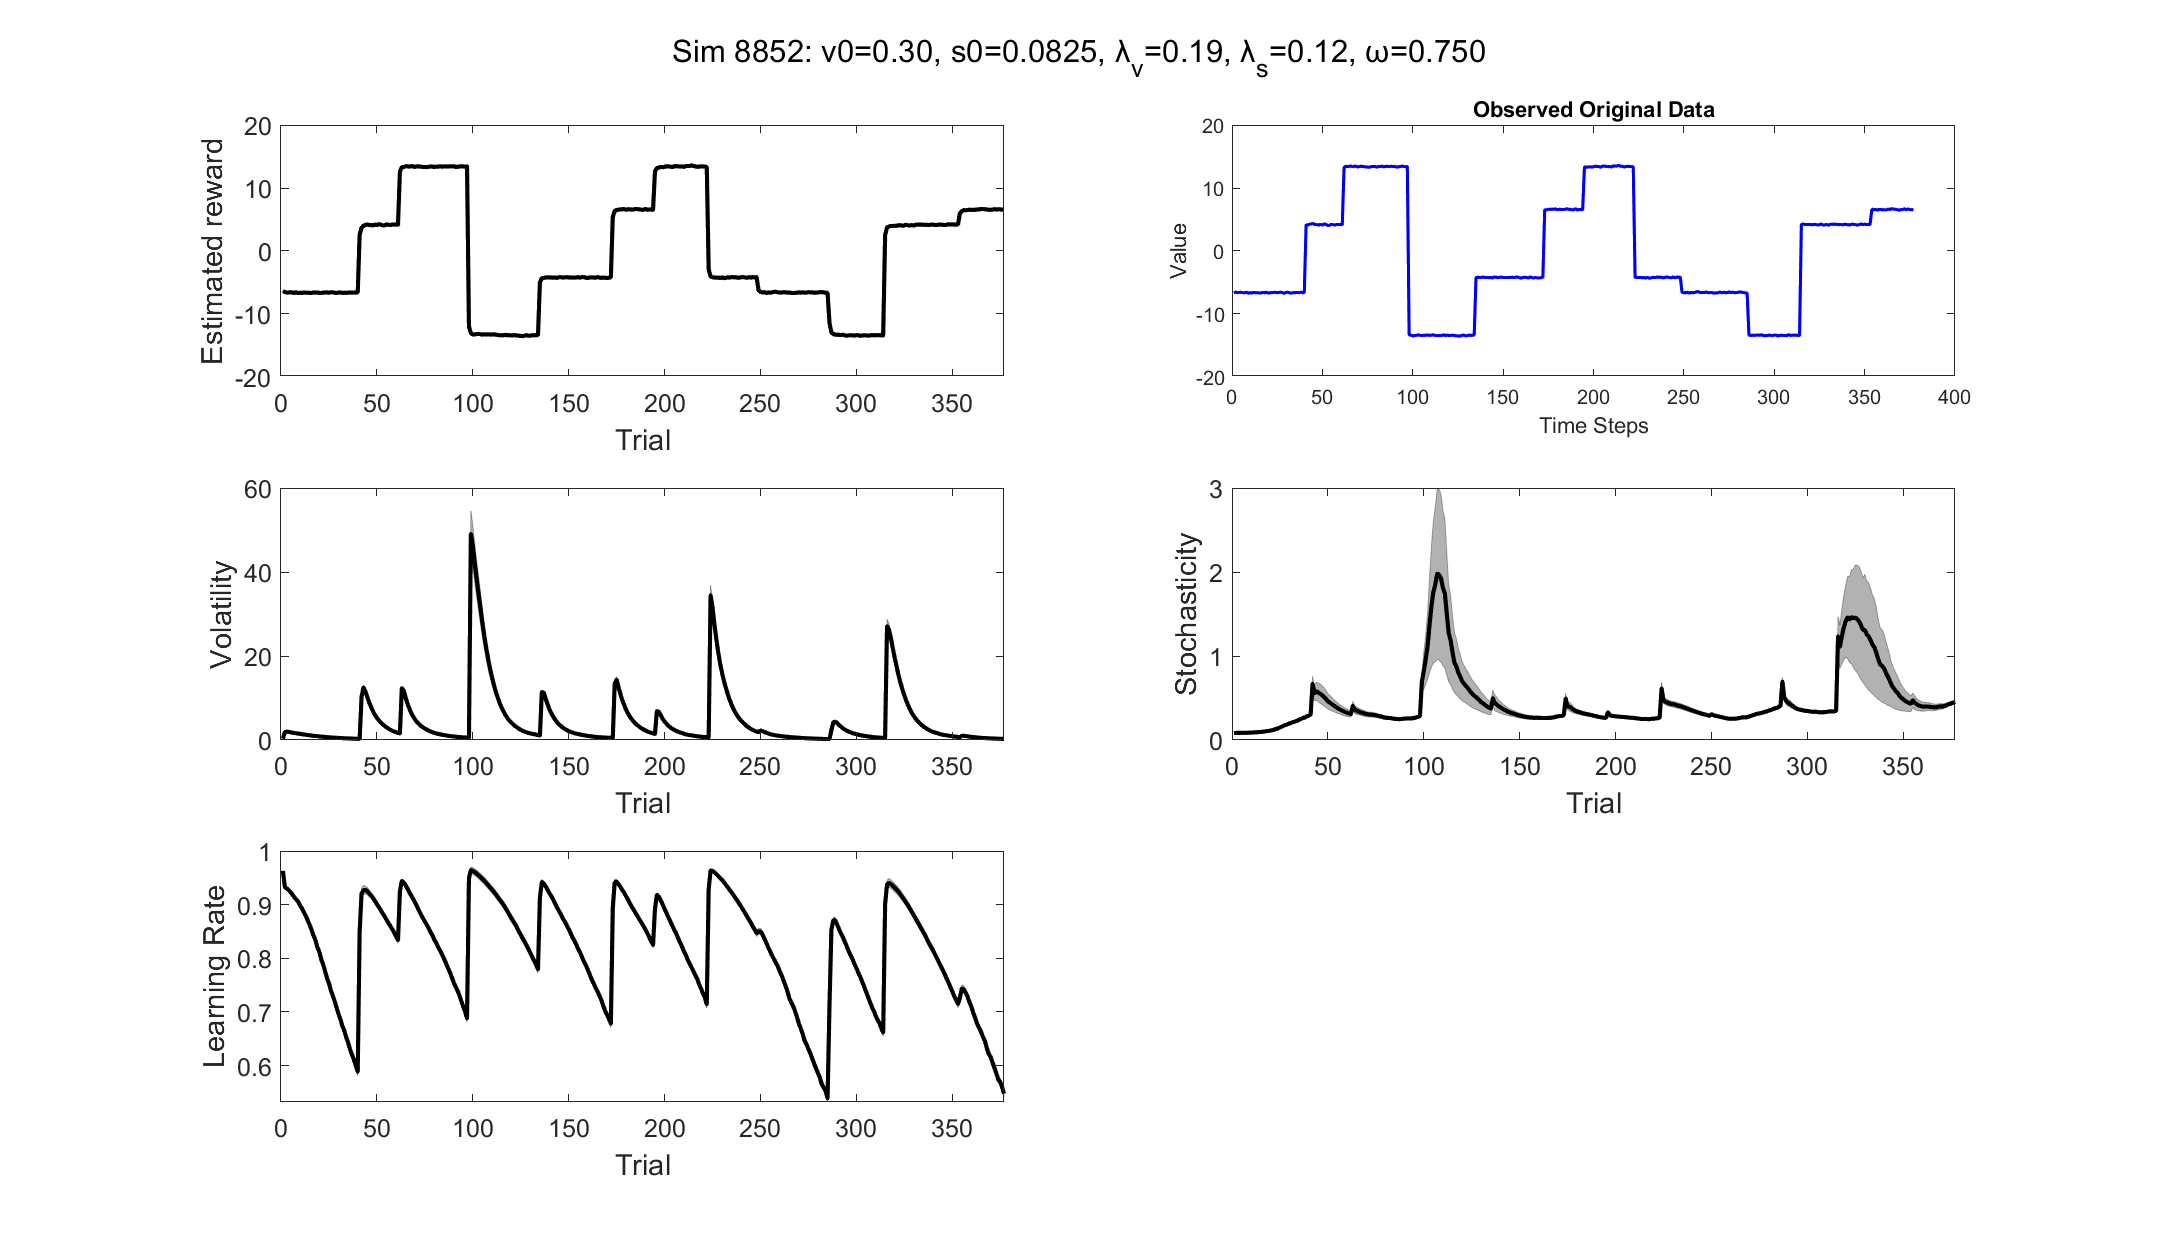 Sim 8852: v0=0.30, s0=0.0825, λ_v=0.19, λ_s=0.12, ω=0.750
Estimated reward
20
10
0
-10
-20
0 50 100 150 200 250 300 350
Trial
Observed Original Data
Value
20
10
0
-10
-20
0 50 100 150 200 250 300 350 400
Time Steps
Volatility
60
40
20
0
0 50 100 150 200 250 300 350
Trial
Stochasticity
3
2
1
0
0 50 100 150 200 250 300 350
Trial
Learning Rate
1
0.9
0.8
0.7
0.6
0 50 100 150 200 250 300 350
Trial